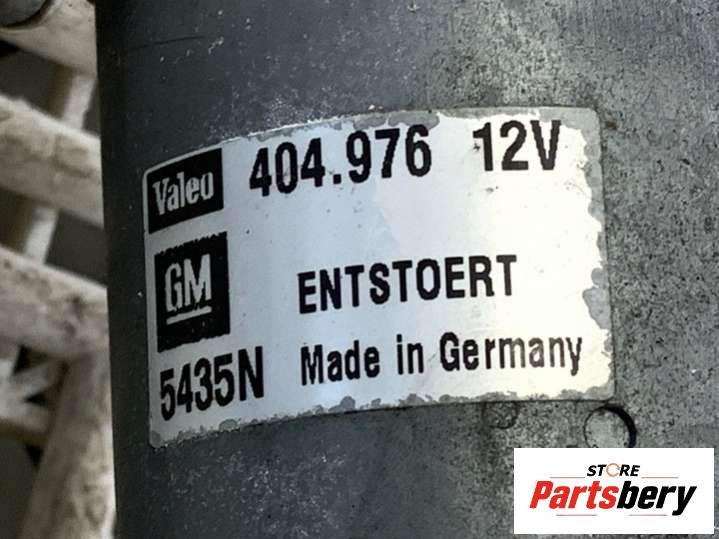 Valeo 404.976 12V
GM ENTSTOERT
5435N Made in Germany
STORE
Partsbery